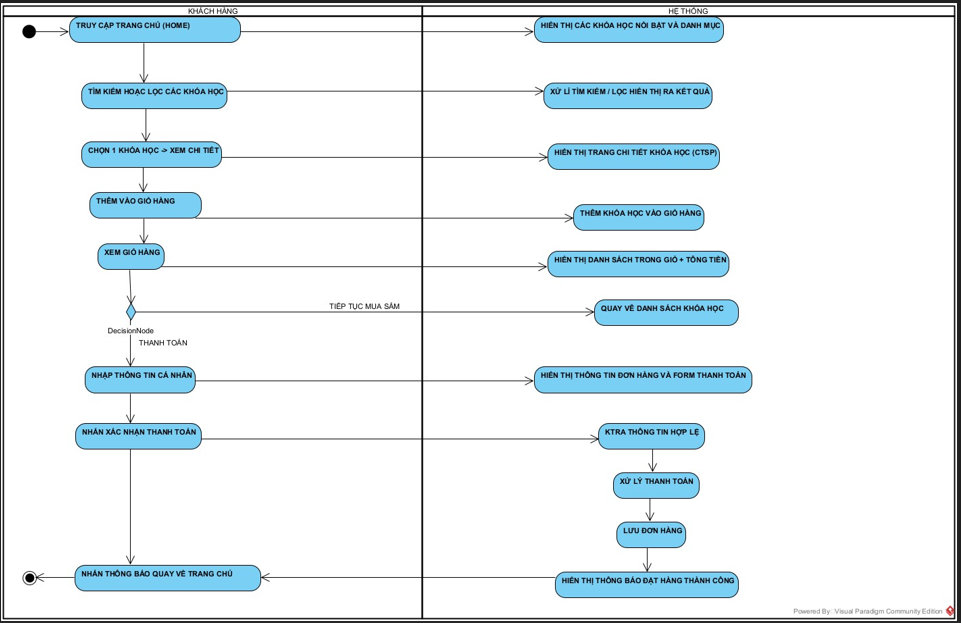 KHÁCH HÀNG
HỆ THỐNG
TRUY CẬP TRANG CHỦ (HOME)
HIỂN THỊ CÁC KHÓA HỌC NỔI BẬT VÀ DANH MỤC
TÌM KIẾM HOẶC LỌC CÁC KHÓA HỌC
XỬ LÍ TÌM KIẾM / LỌC HIỂN THỊ RA KẾT QUẢ
CHỌN 1 KHÓA HỌC -> XEM CHI TIẾT
HIỂN THỊ TRANG CHI TIẾT KHÓA HỌC (CTSP)
THÊM VÀO GIỎ HÀNG
THÊM KHÓA HỌC VÀO GIỎ HÀNG
XEM GIỎ HÀNG
HIỂN THỊ DANH SÁCH TRONG GIỎ + TỔNG TIỀN
TIẾP TỤC MUA SẮM
QUAY VỀ DANH SÁCH KHÓA HỌC
DecisionNode
THANH TOÁN
NHẬP THÔNG TIN CÁ NHÂN
HIỂN THỊ THÔNG TIN ĐƠN HÀNG VÀ FORM THANH TOÁN
NHẤN XÁC NHẬN THANH TOÁN
KTRA THÔNG TIN HỢP LỆ
XỬ LÝ THANH TOÁN
LƯU ĐƠN HÀNG
NHẬN THÔNG BÁO QUAY VỀ TRANG CHỦ
HIỂN THỊ THÔNG BÁO ĐẶT HÀNG THÀNH CÔNG
Powered By: Visual Paradigm Community Edition